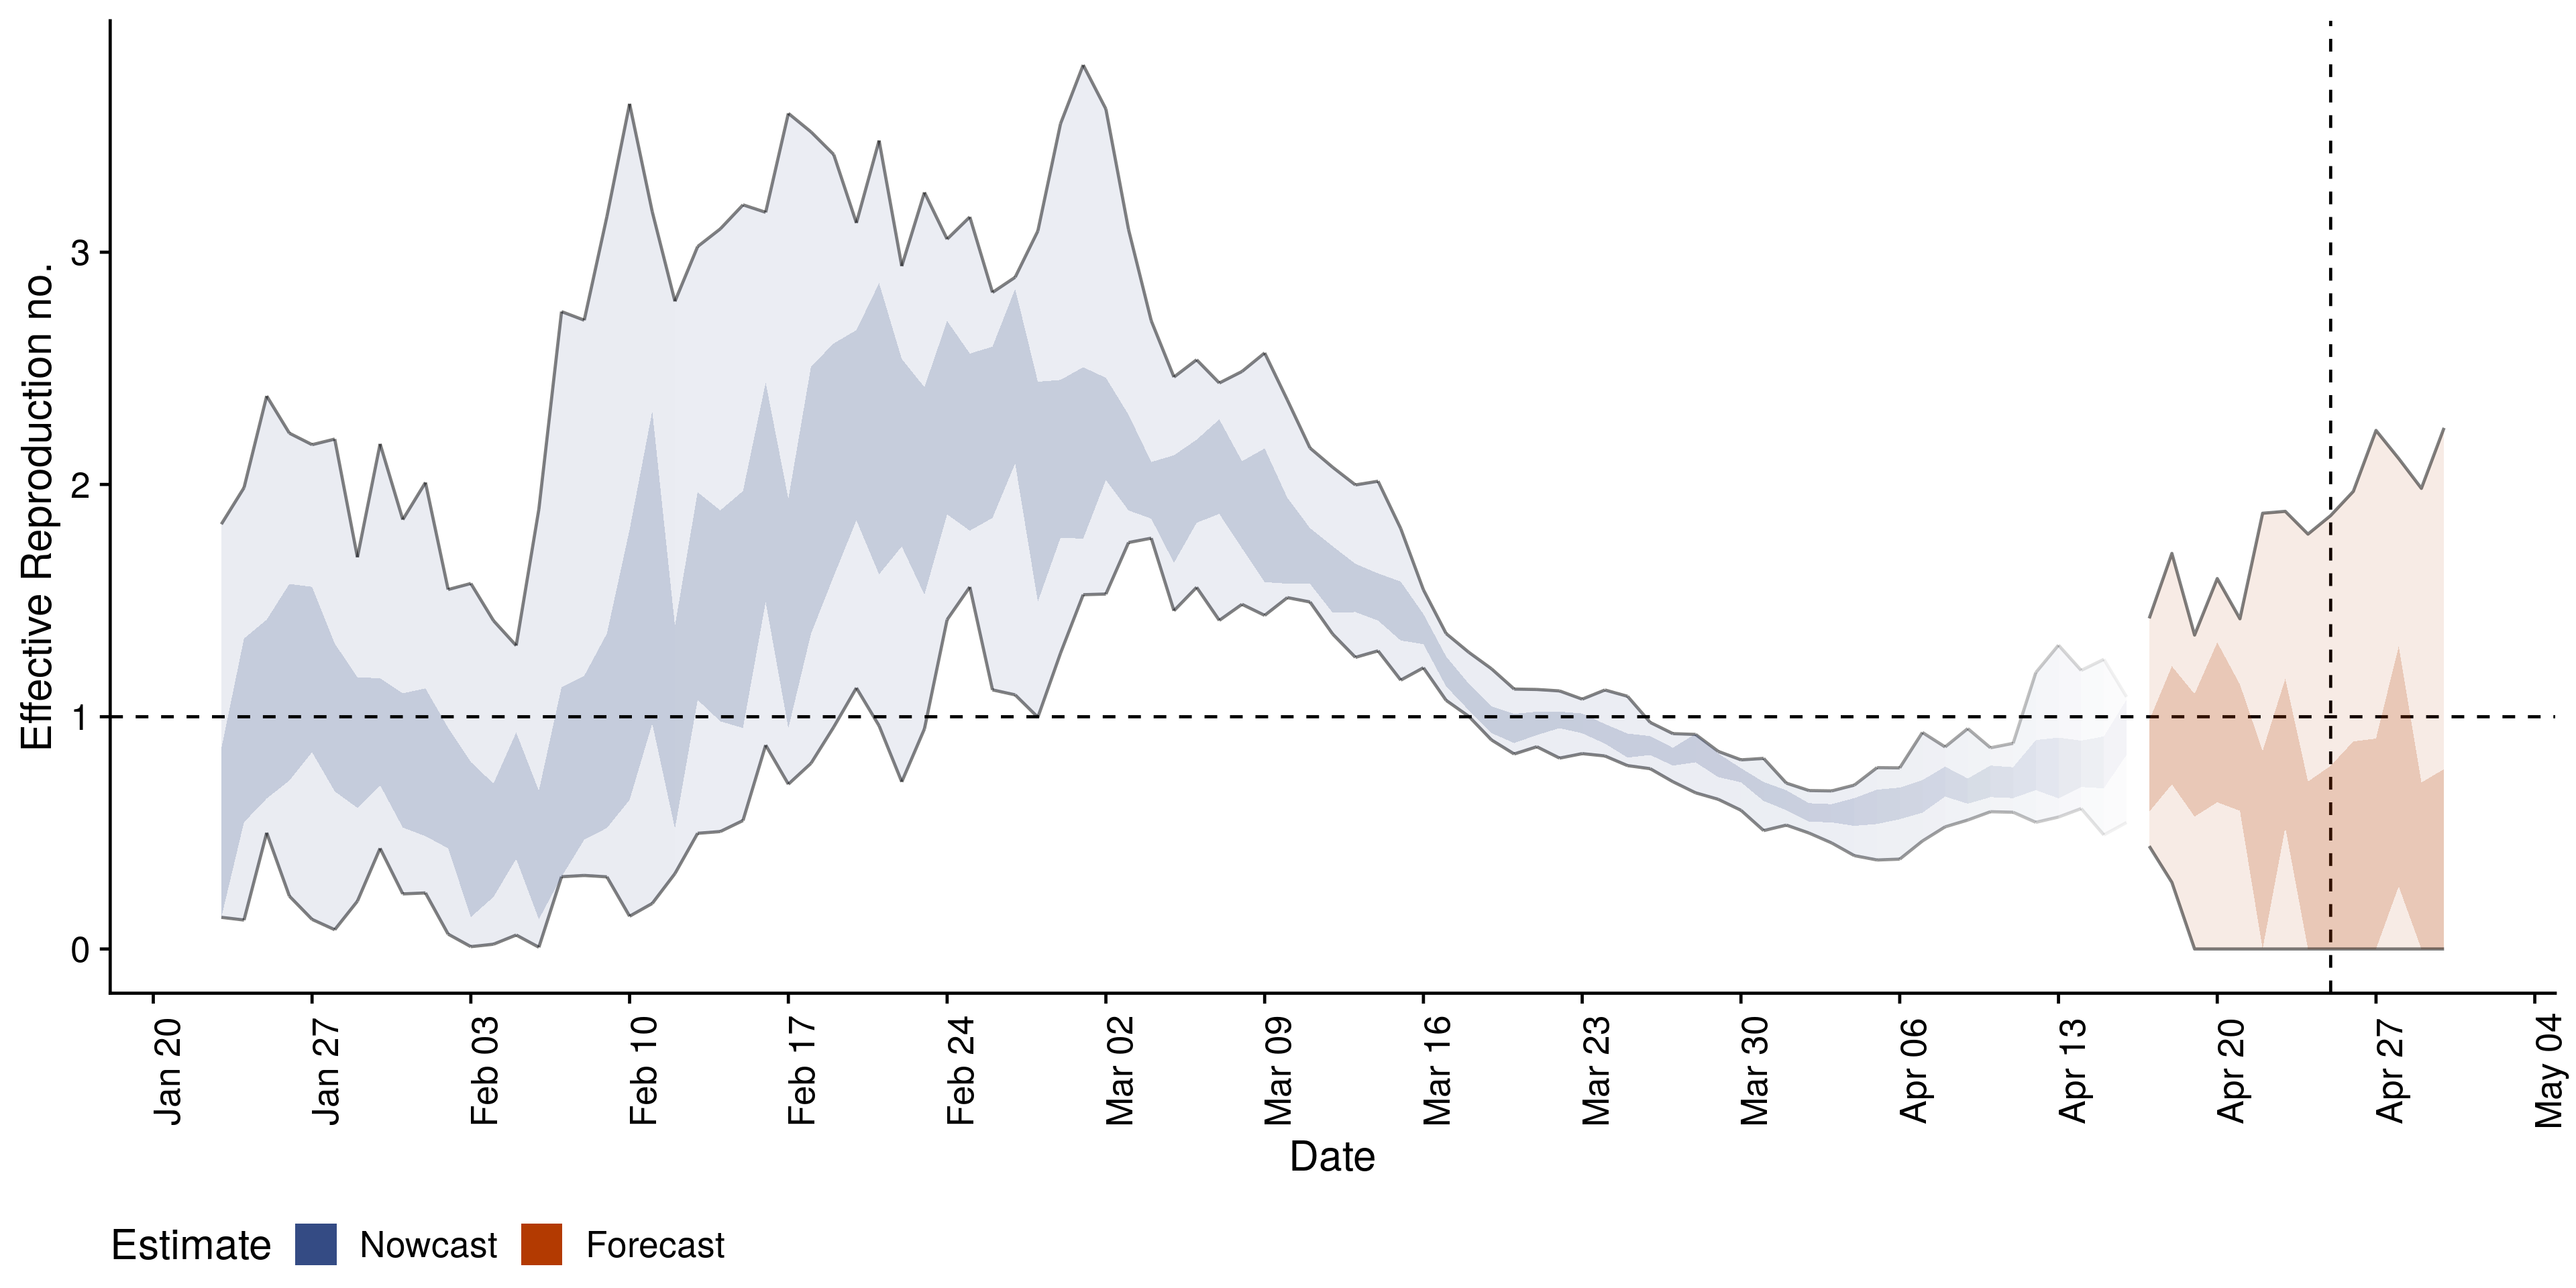 Effective Reproduction no.
3
2
1
0
Jan 20
Jan 27
Feb 03
Feb 10
Feb 17
Feb 24
Mar 02
Mar 09
Mar 16
Mar 23
Mar 30
Apr 06
Apr 13
Apr 20
Apr 27
May 04
Date
Estimate Nowcast Forecast